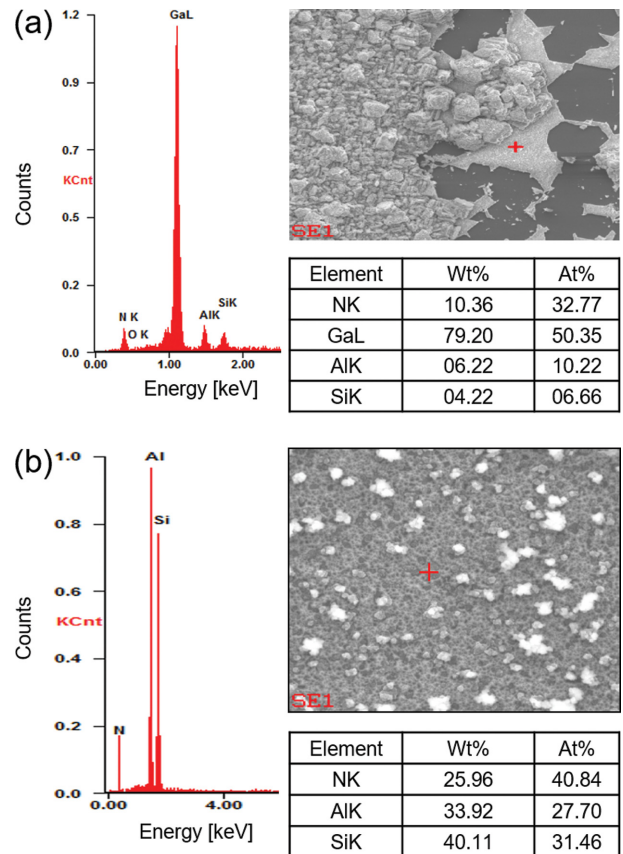 (a)
1.2
0.9
0.7
0.5
0.2
0.0
KCnt
Counts
GaL
N K
O K
AlK
SiK
0.00 1.00 2.00
Energy [keV]
SE1
Element Wt% At%
NK 10.36 32.77
GaL 79.20 50.35
AlK 06.22 10.22
SiK 04.22 06.66
(b)
1.0
0.8
0.6
0.4
0.2
0.0
KCnt
Counts
Al
Si
N
0.00 4.00
Energy [keV]
SE1
Element Wt% At%
NK 25.96 40.84
AlK 33.92 27.70
SiK 40.11 31.46